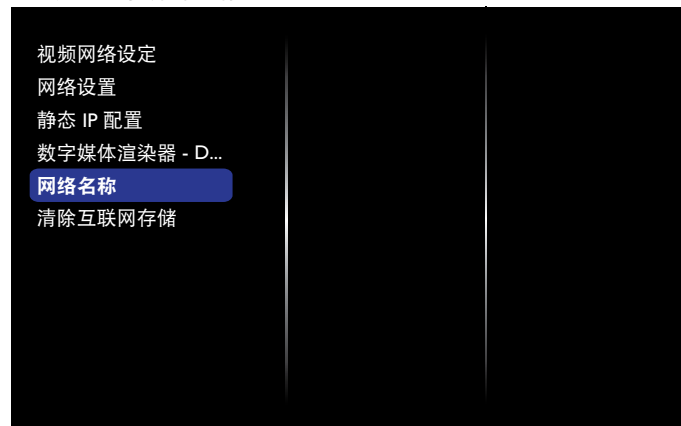 视频网络设定
网络设置
静态 IP 配置
数字媒体渲染器 - D...
网络名称
清除互联网存储